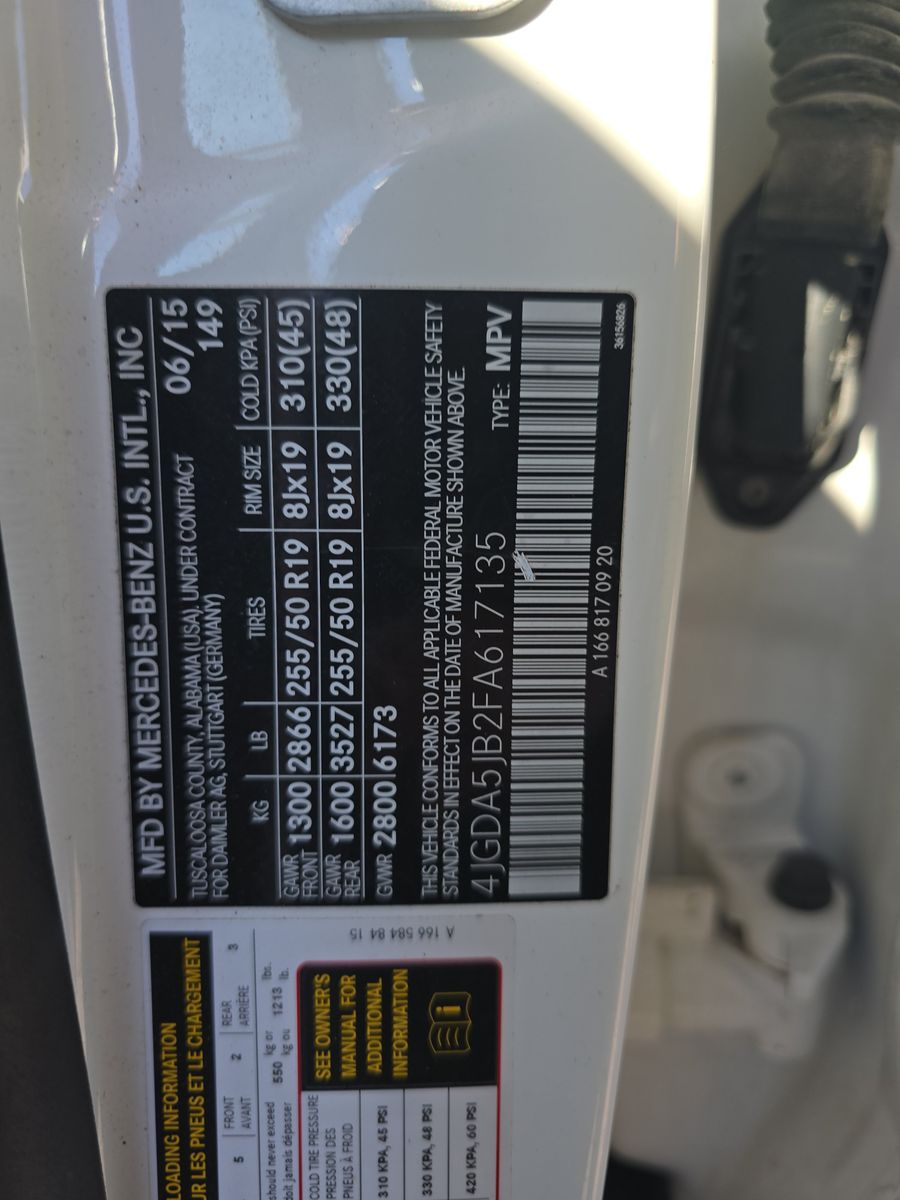 MFD BY MERCEDES-BENZ U.S. INTL., INC
TUSCALOOSA COUNTY, ALABAMA (USA), UNDER CONTRACT 06/15
FOR DAIMLER AG, STUTTGART (GERMANY) 149
KG LB TIRES RIM SIZE COLD KPA (PSI)
GAWR FRONT 1300 2866 255/50 R19 8Jx19 310(45)
GAWR REAR 1600 3527 255/50 R19 8Jx19 330(48)
GVWR 2800 6173
THIS VEHICLE CONFORMS TO ALL APPLICABLE FEDERAL MOTOR VEHICLE SAFETY
STANDARDS IN EFFECT ON THE DATE OF MANUFACTURE SHOWN ABOVE.
4JGDA5JB2FA617135 TYPE: MPV
A 166 817 09 20
36156826
LOADING INFORMATION
UR LES PNEUS ET LE CHARGEMENT
5 FRONT AVANT 2 REAR ARRIÈRE 3
should never exceed 550 kg or 1213 lbs.
doit jamais dépasser kg ou lb.
COLD TIRE PRESSURE
PRESSION DES
PNEUS À FROID
310 KPA, 45 PSI
330 KPA, 48 PSI
420 KPA, 60 PSI
SEE OWNER'S
MANUAL FOR
ADDITIONAL
INFORMATION
i
A 166 584 84 15